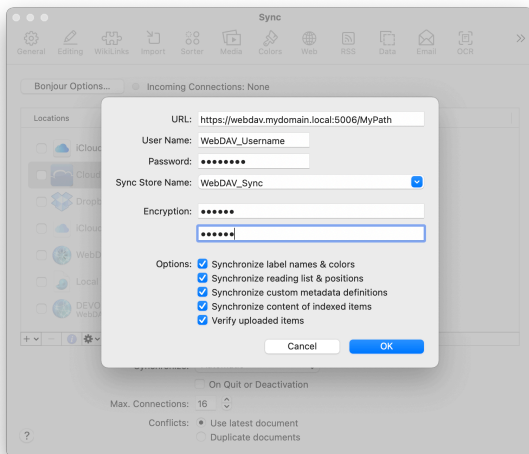 Sync
General Editing WikiLinks Import Sorter Media Colors Web RSS Data Email OCR
Bonjour Options... Incoming Connections: None
Locations
URL: https://webdav.mydomain.local:5006/MyPath
User Name: WebDAV_Username
Password: ••••••••
Sync Store Name: WebDAV_Sync
Encryption: ••••••
••••••
Options: Synchronize label names & colors
Synchronize reading list & positions
Synchronize custom metadata definitions
Synchronize content of indexed items
Verify uploaded items
Cancel OK
iCloud
Cloud
Dropb
iCloud
WebD
Local
DEVO
WebDA
On Quit or Deactivation
Max. Connections: 16
Conflicts: Use latest document
Duplicate documents
?